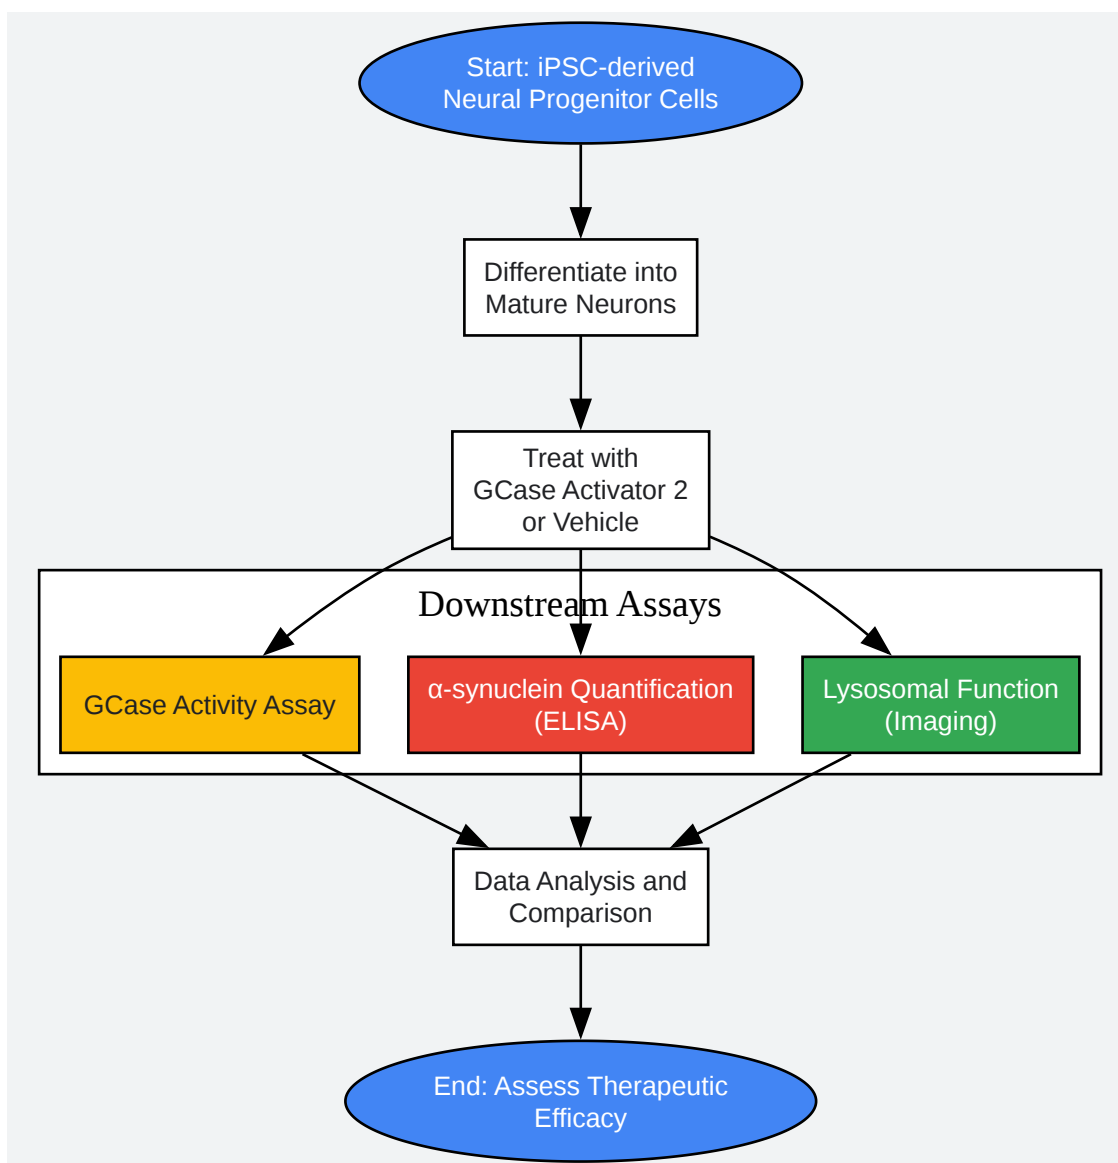 Start: iPSC-derived
Neural Progenitor Cells
Differentiate into
Mature Neurons
Treat with
GCase Activator 2
or Vehicle
Downstream Assays
GCase Activity Assay
α-synuclein Quantification
(ELISA)
Lysosomal Function
(Imaging)
Data Analysis and
Comparison
End: Assess Therapeutic
Efficacy